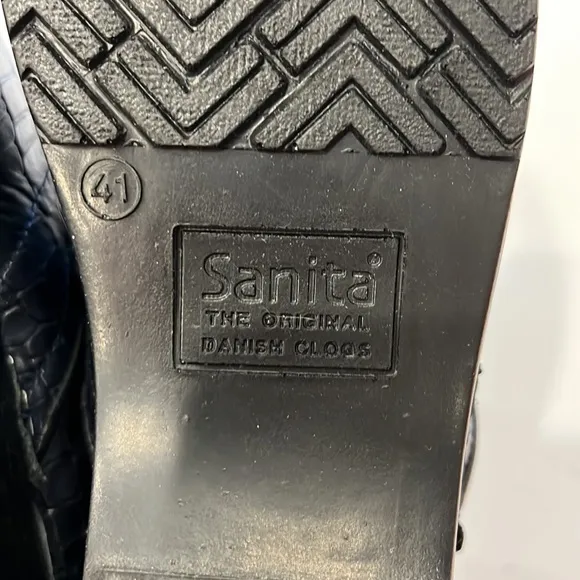 41
Sanita®
THE ORIGINAL
DANISH CLOGS